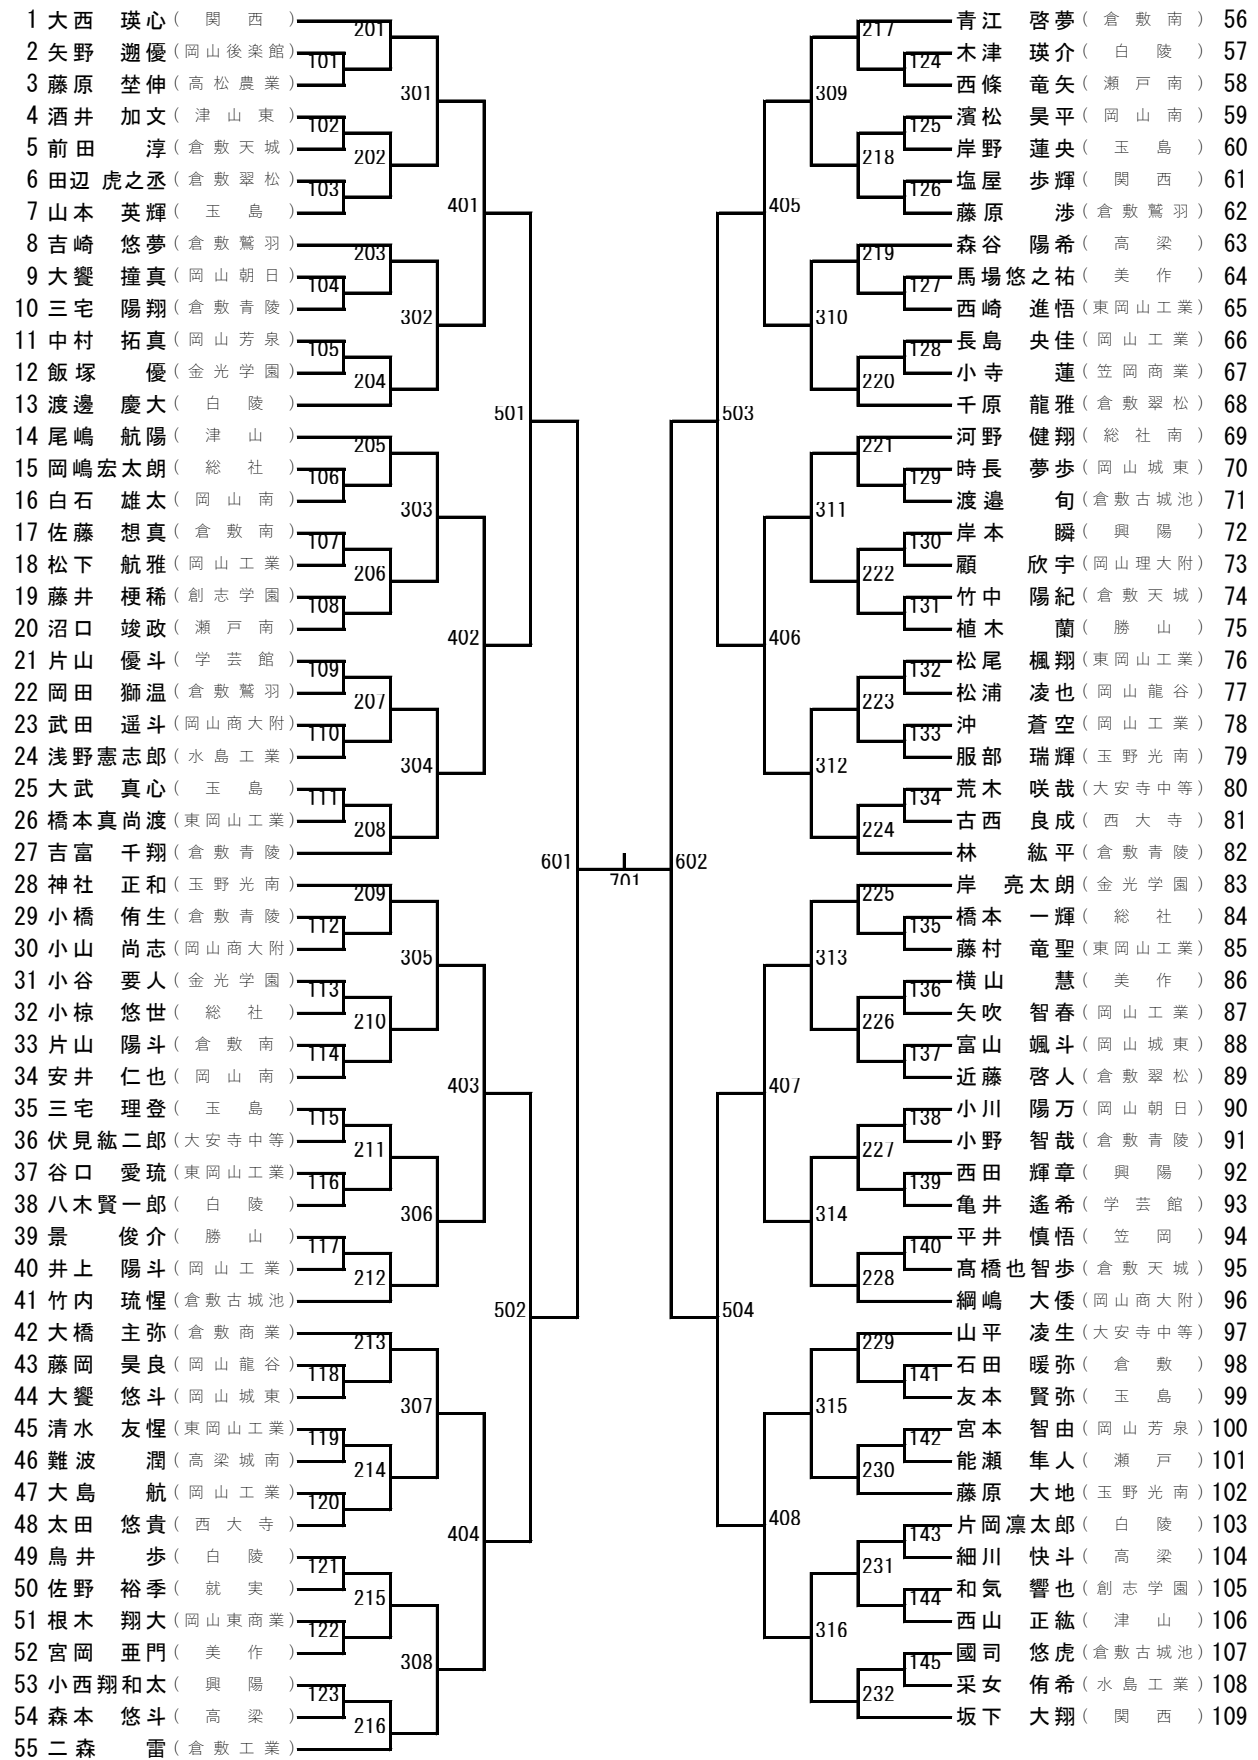 1 大西 瑛心 (関西)
2 矢野 遡優 (岡山後楽館)
3 藤原 埜伸 (高松農業)
4 酒井 加文 (津山東)
5 前田 淳 (倉敷天城)
6 田辺 虎之丞 (倉敷翠松)
7 山本 英輝 (玉島)
8 吉崎 悠夢 (倉敷鷲羽)
9 大饗 撞真 (岡山朝日)
10 三宅 陽翔 (倉敷青陵)
11 中村 拓真 (岡山芳泉)
12 飯塚 優 (金光学園)
13 渡邊 慶大 (白陵)
14 尾嶋 航陽 (津山)
15 岡嶋宏太朗 (総社)
16 白石 雄太 (岡山南)
17 佐藤 想真 (倉敷南)
18 松下 航雅 (岡山工業)
19 藤井 梗稀 (創志学園)
20 沼口 竣政 (瀬戸南)
21 片山 優斗 (学芸館)
22 岡田 獅温 (倉敷鷲羽)
23 武田 遥斗 (岡山商大附)
24 浅野憲志郎 (水島工業)
25 大武 真心 (玉島)
26 橋本真尚渡 (東岡山工業)
27 吉富 千翔 (倉敷青陵)
28 神社 正和 (玉野光南)
29 小橋 侑生 (倉敷青陵)
30 小山 尚志 (岡山商大附)
31 小谷 要人 (金光学園)
32 小椋 悠世 (総社)
33 片山 陽斗 (倉敷南)
34 安井 仁也 (岡山南)
35 三宅 理登 (玉島)
36 伏見紘二郎 (大安寺中等)
37 谷口 愛琉 (東岡山工業)
38 八木賢一郎 (白陵)
39 景 俊介 (勝山)
40 井上 陽斗 (岡山工業)
41 竹内 琉惺 (倉敷古城池)
42 大橋 主弥 (倉敷商業)
43 藤岡 昊良 (岡山龍谷)
44 大饗 悠斗 (岡山城東)
45 清水 友惺 (東岡山工業)
46 難波 潤 (高梁城南)
47 大島 航 (岡山工業)
48 太田 悠貴 (西大寺)
49 鳥井 歩 (白陵)
50 佐野 裕季 (就実)
51 根木 翔大 (岡山東商業)
52 宮岡 亜門 (美作)
53 小西翔和太 (興陽)
54 森本 悠斗 (高梁)
55 二森 雷 (倉敷工業)
201
101
301
102
202
103
401
203
104
302
105
204
501
205
106
303
107
206
108
402
109
207
110
304
111
208
601
701
602
209
112
305
113
210
114
403
115
211
116
306
117
212
502
213
118
307
119
214
120
404
121
215
122
308
123
216
217
124
309
125
218
126
405
219
127
310
128
220
503
221
129
311
130
222
131
406
132
223
133
312
134
224
225
135
313
136
226
137
407
138
227
139
314
140
228
504
229
141
315
142
230
408
143
231
144
316
145
232
青江 啓夢 (倉敷南) 56
木津 瑛介 (白陵) 57
西條 竜矢 (瀬戸南) 58
濱松 昊平 (岡山南) 59
岸野 蓮央 (玉島) 60
塩屋 歩輝 (関西) 61
藤原 渉 (倉敷鷲羽) 62
森谷 陽希 (高梁) 63
馬場悠之祐 (美作) 64
西崎 進悟 (東岡山工業) 65
長島 央佳 (岡山工業) 66
小寺 蓮 (笠岡商業) 67
千原 龍雅 (倉敷翠松) 68
河野 健翔 (総社南) 69
時長 夢歩 (岡山城東) 70
渡邉 旬 (倉敷古城池) 71
岸本 瞬 (興陽) 72
顧 欣宇 (岡山理大附) 73
竹中 陽紀 (倉敷天城) 74
植木 蘭 (勝山) 75
松尾 楓翔 (東岡山工業) 76
松浦 凌也 (岡山龍谷) 77
沖 蒼空 (岡山工業) 78
服部 瑞輝 (玉野光南) 79
荒木 咲哉 (大安寺中等) 80
古西 良成 (西大寺) 81
林 紘平 (倉敷青陵) 82
岸 亮太朗 (金光学園) 83
橋本 一輝 (総社) 84
藤村 竜聖 (東岡山工業) 85
横山 慧 (美作) 86
矢吹 智春 (岡山工業) 87
富山 颯斗 (岡山城東) 88
近藤 啓人 (倉敷翠松) 89
小川 陽万 (岡山朝日) 90
小野 智哉 (倉敷青陵) 91
西田 輝章 (興陽) 92
亀井 遙希 (学芸館) 93
平井 慎悟 (笠岡) 94
髙橋也智歩 (倉敷天城) 95
綱嶋 大倭 (岡山商大附) 96
山平 凌生 (大安寺中等) 97
石田 暖弥 (倉敷) 98
友本 賢弥 (玉島) 99
宮本 智由 (岡山芳泉) 100
能瀬 隼人 (瀬戸) 101
藤原 大地 (玉野光南) 102
片岡凛太郎 (白陵) 103
細川 快斗 (高梁) 104
和気 響也 (創志学園) 105
西山 正紘 (津山) 106
國司 悠虎 (倉敷古城池) 107
采女 侑希 (水島工業) 108
坂下 大翔 (関西) 109